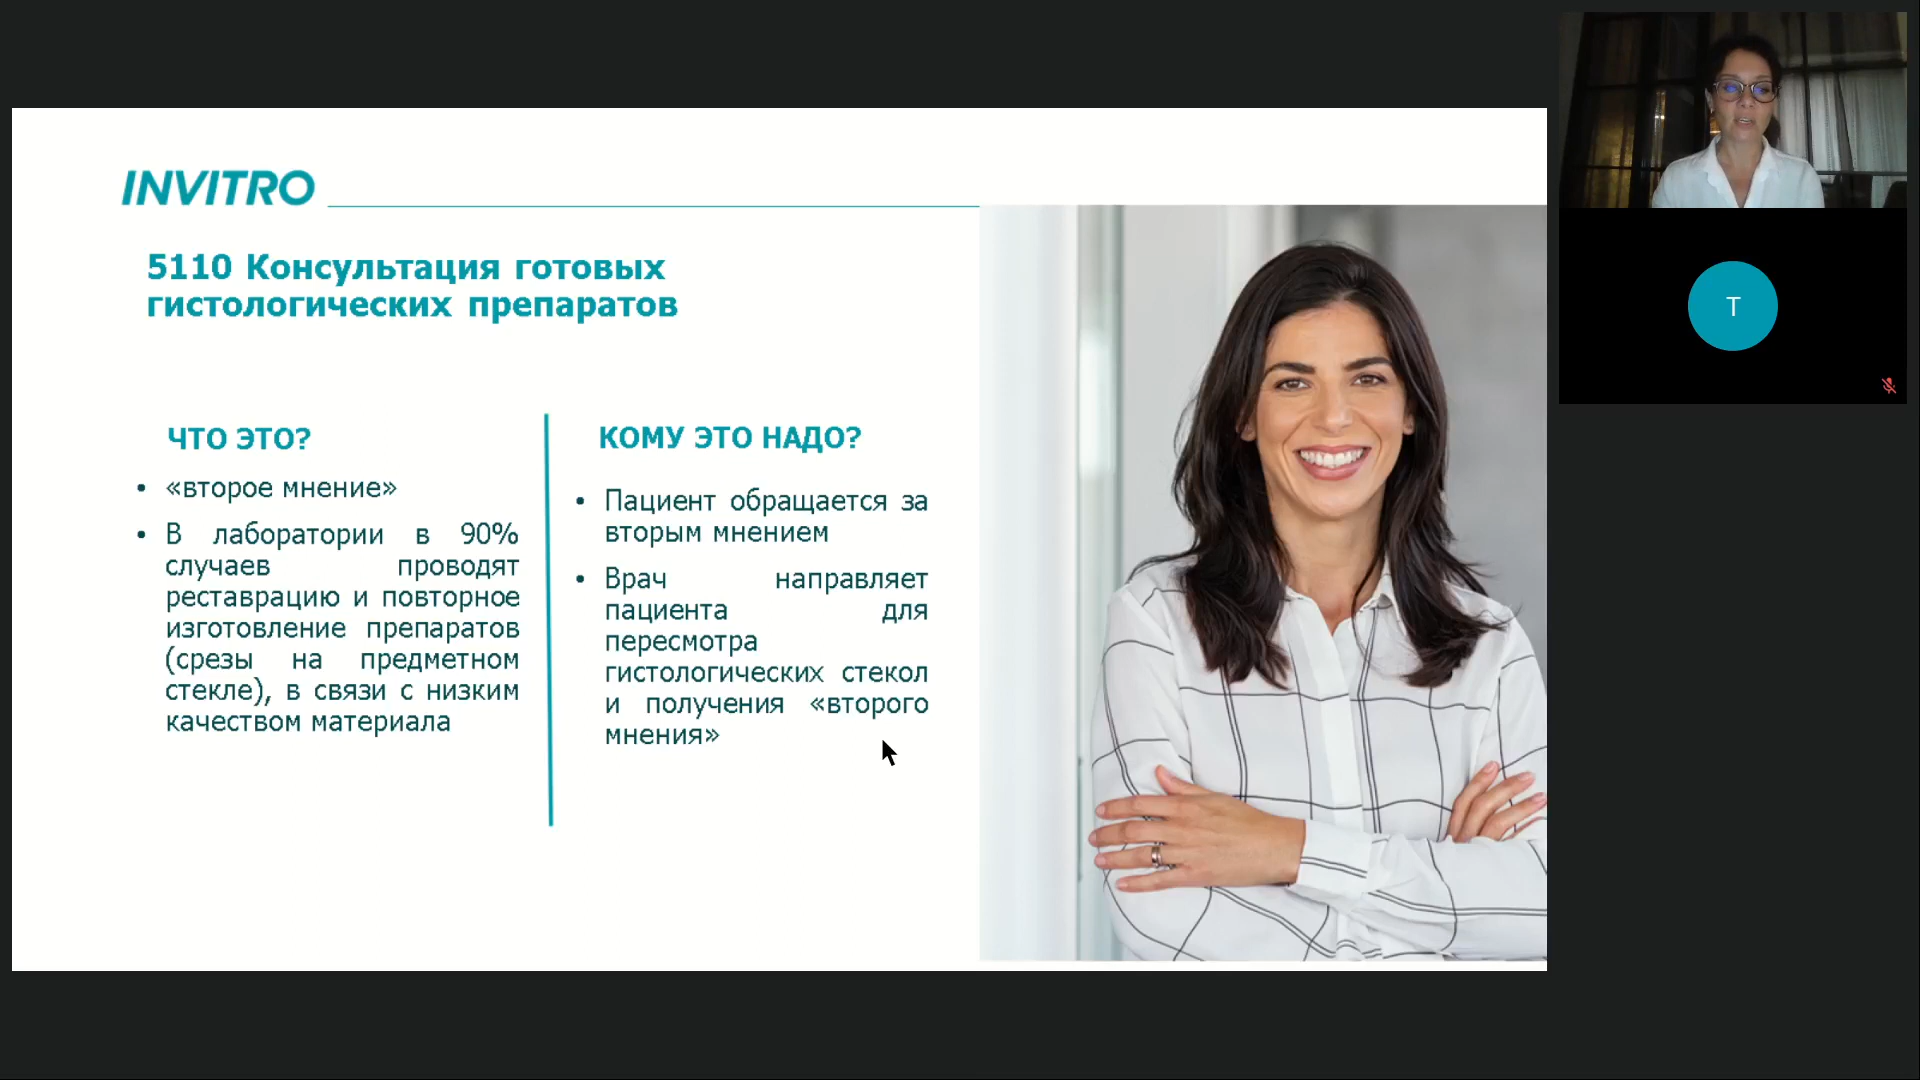 INVITRO
5110 Консультация готовых
гистологических препаратов
ЧТО ЭТО?
• «второе мнение»
• В лаборатории в 90%
случаев проводят
реставрацию и повторное
изготовление препаратов
(срезы на предметном
стекле), в связи с низким
качеством материала
КОМУ ЭТО НАДО?
• Пациент обращается за
вторым мнением
• Врач направляет
пациента для
пересмотра
гистологических стекол
и получения «второго
мнения»
T